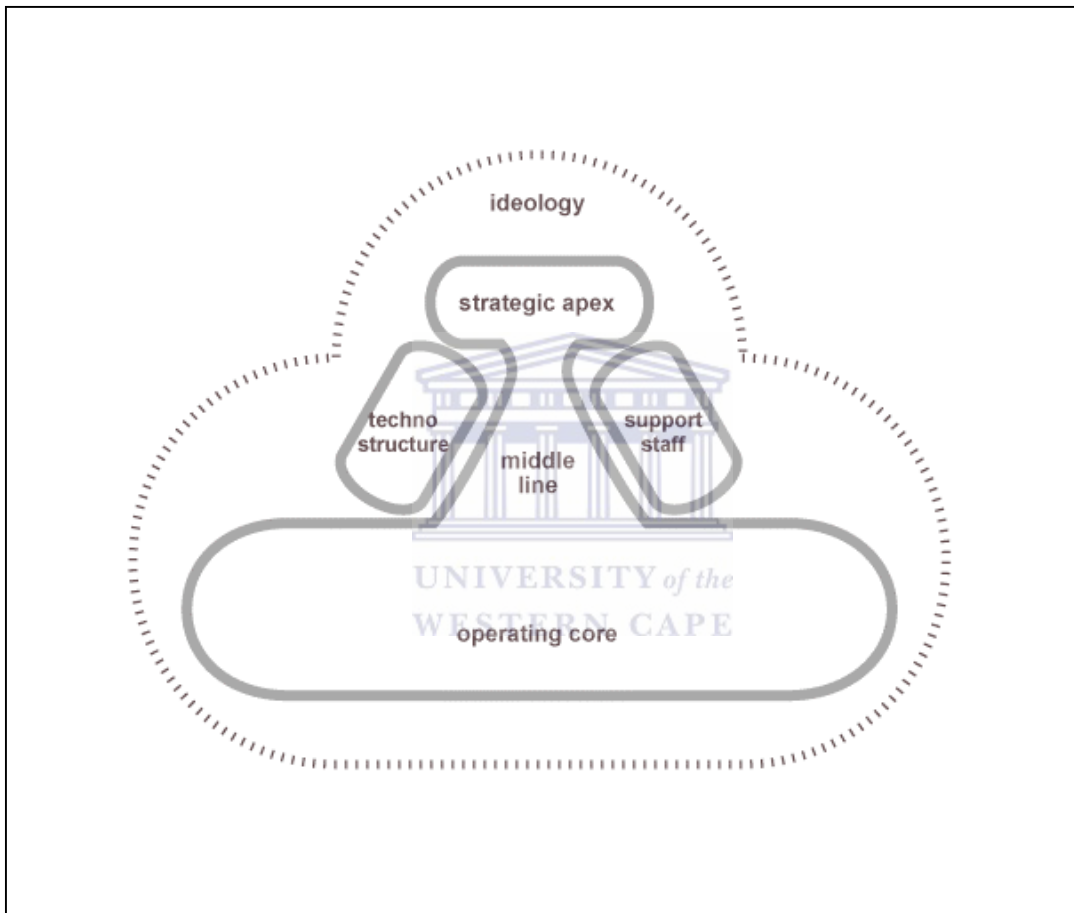 ideology
strategic apex
techno
structure
support
staff
middle
line
UNIVERSITY of the
WESTERN CAPE
operating core